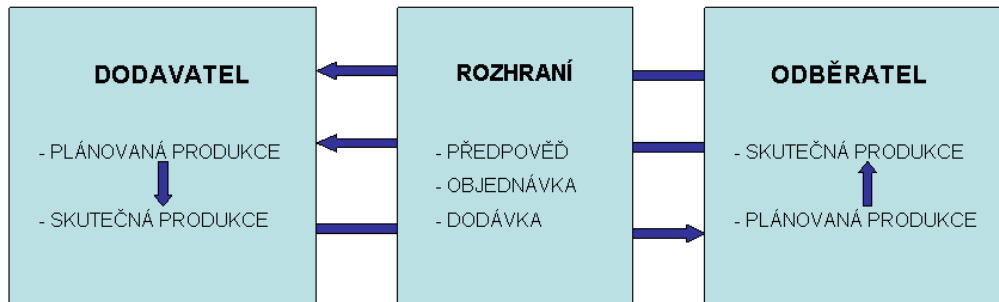 DODAVATEL
- PLÁNOVANÁ PRODUKCE
- SKUTEČNÁ PRODUKCE
ROZHRANÍ
- PŘEDPOVĚĎ
- OBJEDNÁVKA
- DODÁVKA
ODBĚRATEL
- SKUTEČNÁ PRODUKCE
- PLÁNOVANÁ PRODUKCE